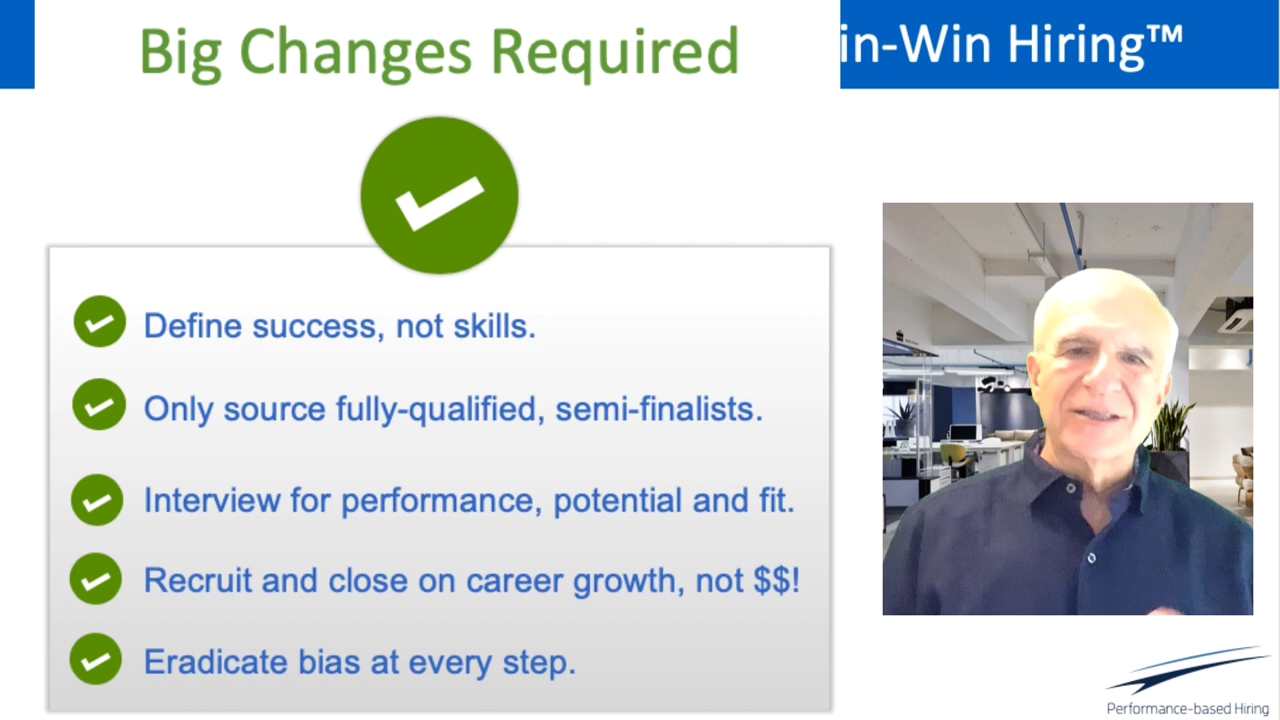 Big Changes Required
in-Win Hiring™
Define success, not skills.
Only source fully-qualified, semi-finalists.
Interview for performance, potential and fit.
Recruit and close on career growth, not $$!
Eradicate bias at every step.
Performance-based Hiring